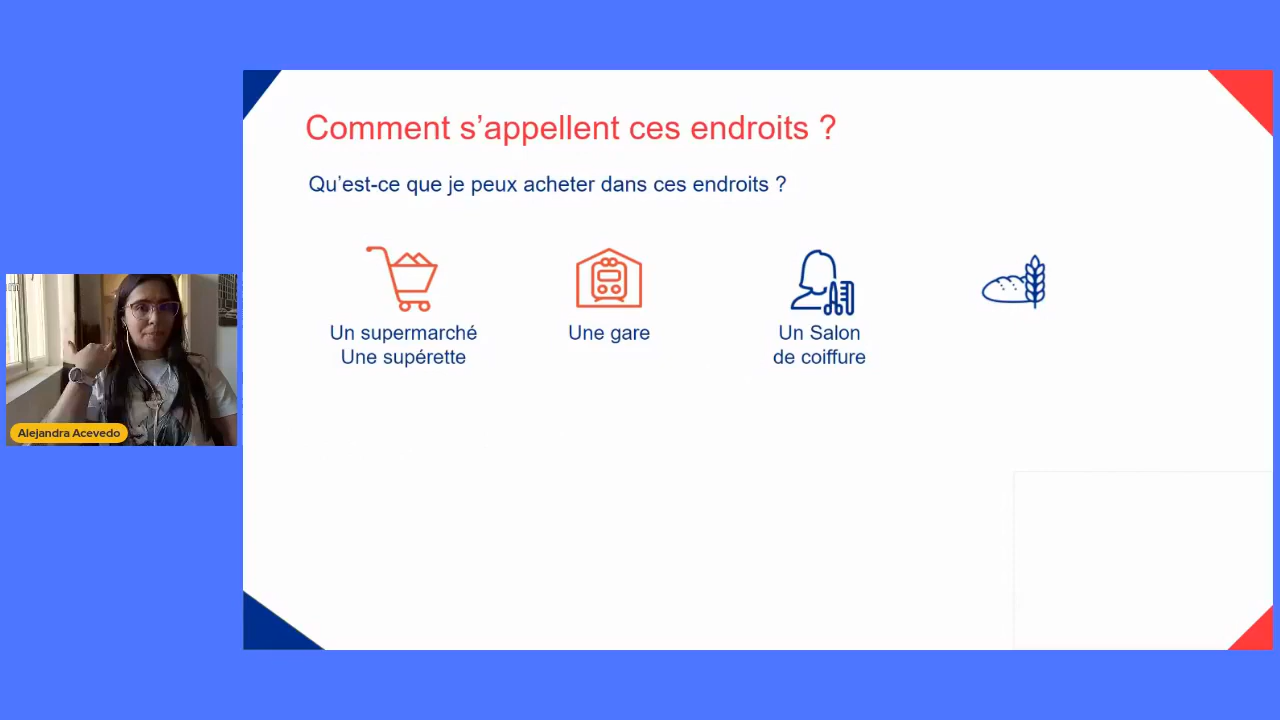 Comment s’appellent ces endroits ?
Qu’est-ce que je peux acheter dans ces endroits ?
Un supermarché
Une supérette
Une gare
Un Salon
de coiffure
Alejandra Acevedo